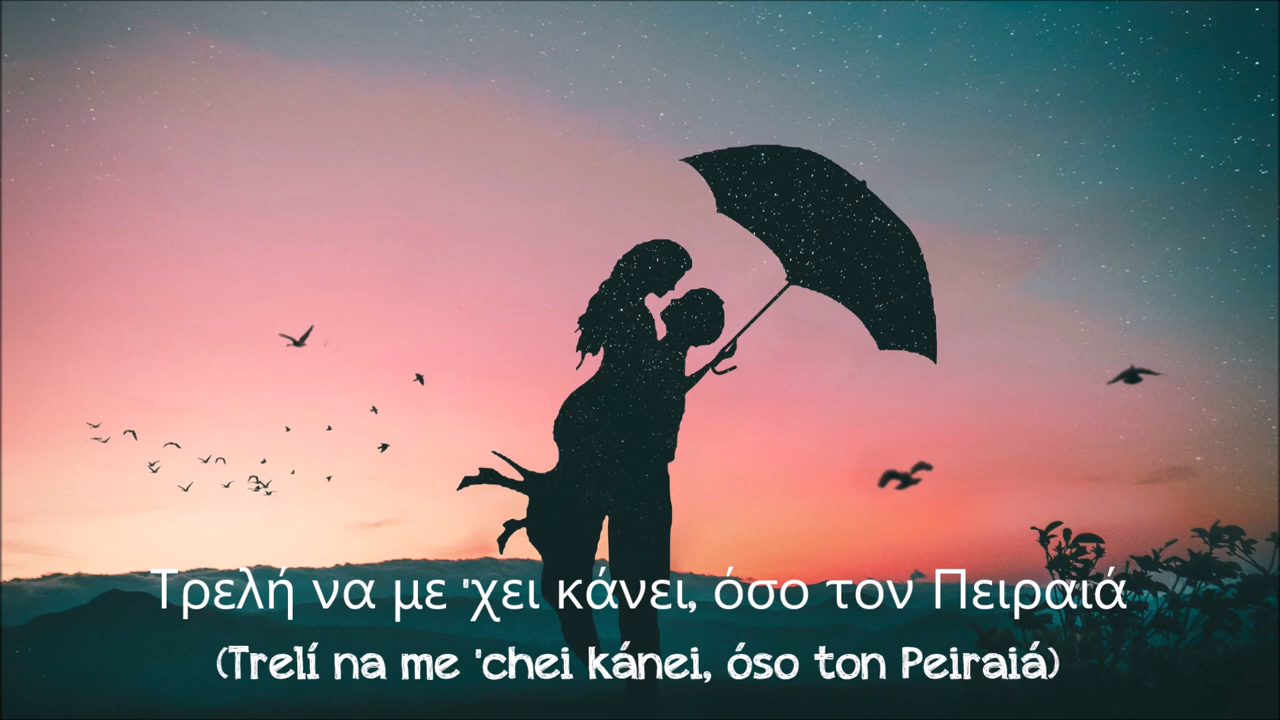 Τρελή να με 'χει κάνει, όσο τον Πειραιά
(Trelí na me 'chei kánei, óso ton Peiraiá)